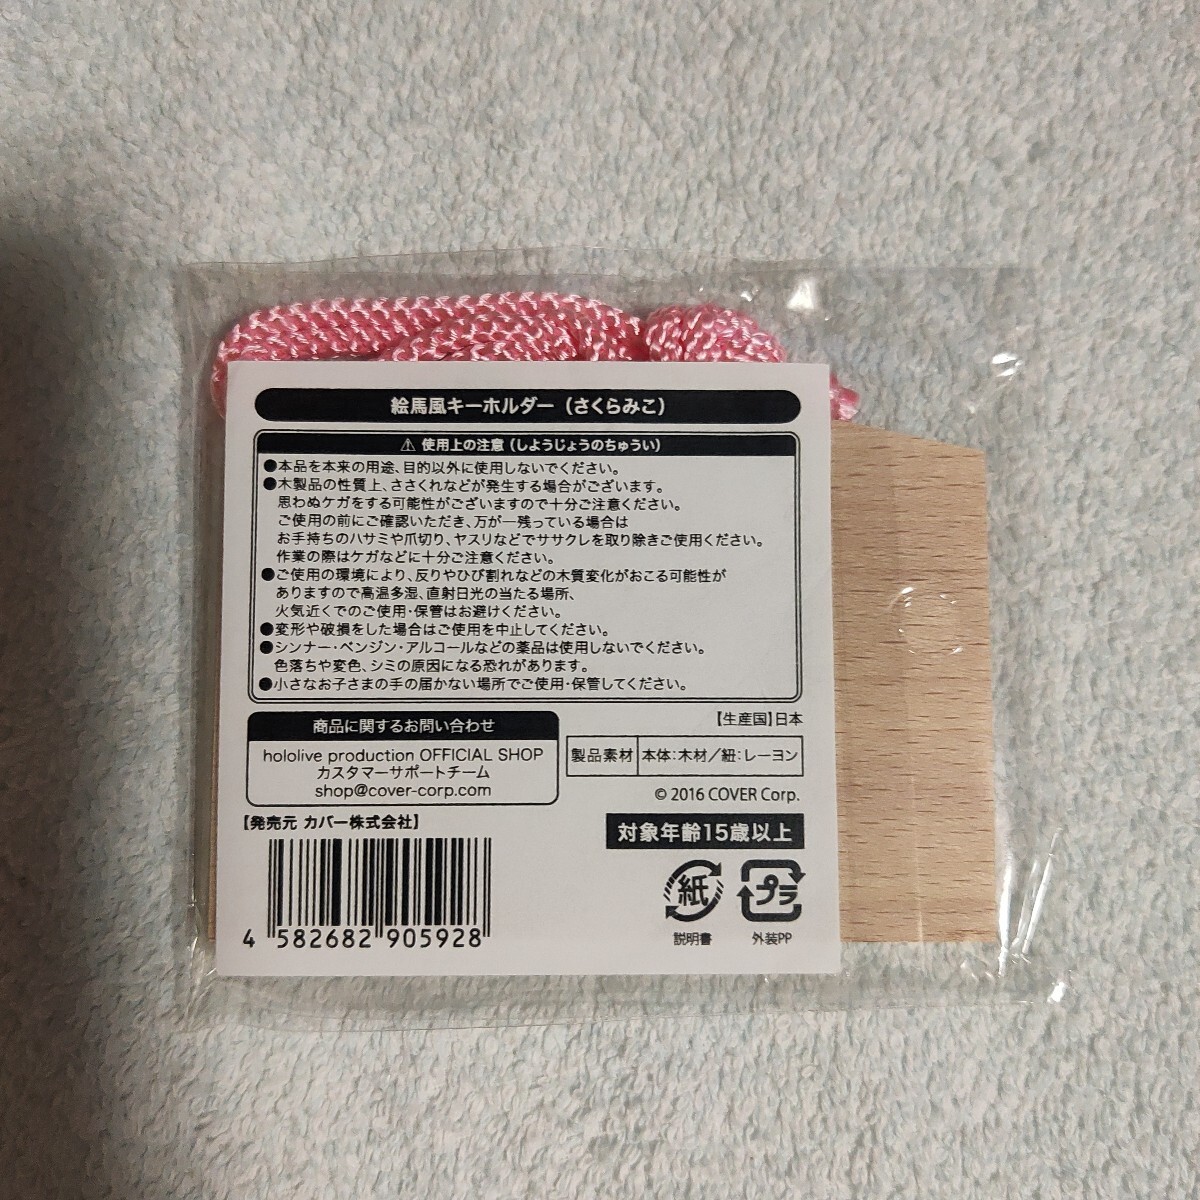 絵馬風キーホルダー（さくらみこ）
⚠ 使用上の注意（しようじょうのちゅうい）
●本品を本来の用途、目的以外に使用しないでください。
●木製品の性質上、ささくれなどが発生する場合がございます。
思わぬケガをする可能性がございますので十分ご注意ください。
ご使用の前にご確認いただき、万が一残っている場合は
お手持ちのハサミや爪切り、ヤスリなどでササクレを取り除きご使用ください。
作業の際はケガなどに十分ご注意ください。
●ご使用の環境により、反りやひび割れなどの木質変化がおこる可能性が
ありますので高温多湿、直射日光の当たる場所、
火気近くでのご使用・保管はお避けください。
●変形や破損をした場合はご使用を中止してください。
●シンナー・ベンジン・アルコールなどの薬品は使用しないでください。
色落ちや変色、シミの原因になる恐れがあります。
●小さなお子さまの手の届かない場所でご使用・保管してください。
商品に関するお問い合わせ
hololive production OFFICIAL SHOP
カスタマーサポートチーム
shop@cover-corp.com
【生産国】日本
製品素材 本体：木材／紐：レーヨン
© 2016 COVER Corp.
【発売元 カバー株式会社】
対象年齢15歳以上
4 582682 905928
紙
説明書
プラ
外装PP